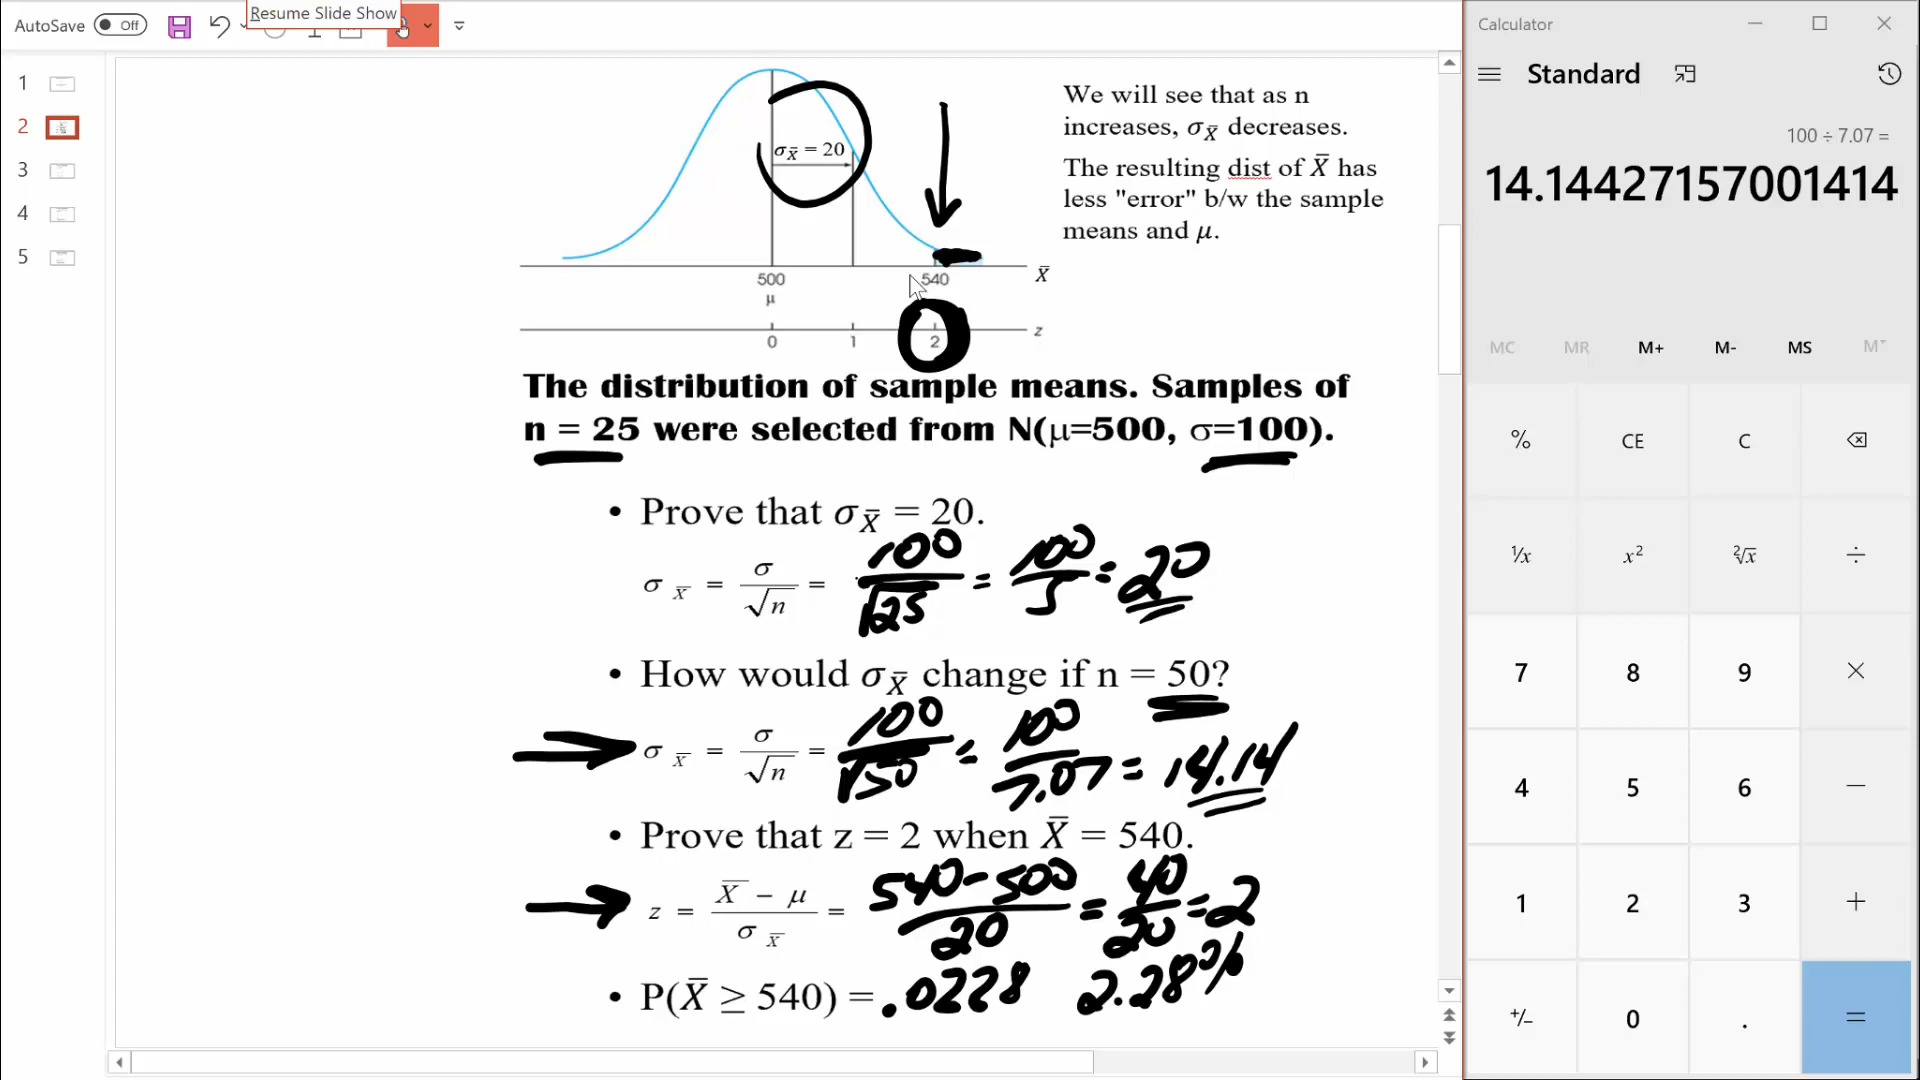 AutoSave Off
Resume Slide Show
1
2
3
4
5
σX̅ = 20
500
540
X̅
μ
z
0
1
2
We will see that as n
increases, σX̅ decreases.
The resulting dist of X̅ has
less "error" b/w the sample
means and μ.
The distribution of sample means. Samples of
n = 25 were selected from N(μ=500, σ=100).
• Prove that σX̅ = 20.
σX̅ = σ/√n = 100/√25 = 100/5 = 20
• How would σX̅ change if n = 50?
σX̅ = σ/√n = 100/√50 = 100/7.07 = 14.14
• Prove that z = 2 when X̅ = 540.
z = X̅ − μ/σX̅ = 540-500/20 = 40/20 = 2
• P(X̅ ≥ 540) = .0228 2.28%
Calculator
Standard
100 ÷ 7.07 =
14.14427157001414
MC MR M+ M- MS M˅
% CE C
¹/x x² ²√x ÷
7 8 9 ×
4 5 6 −
1 2 3 +
+/− 0 . =